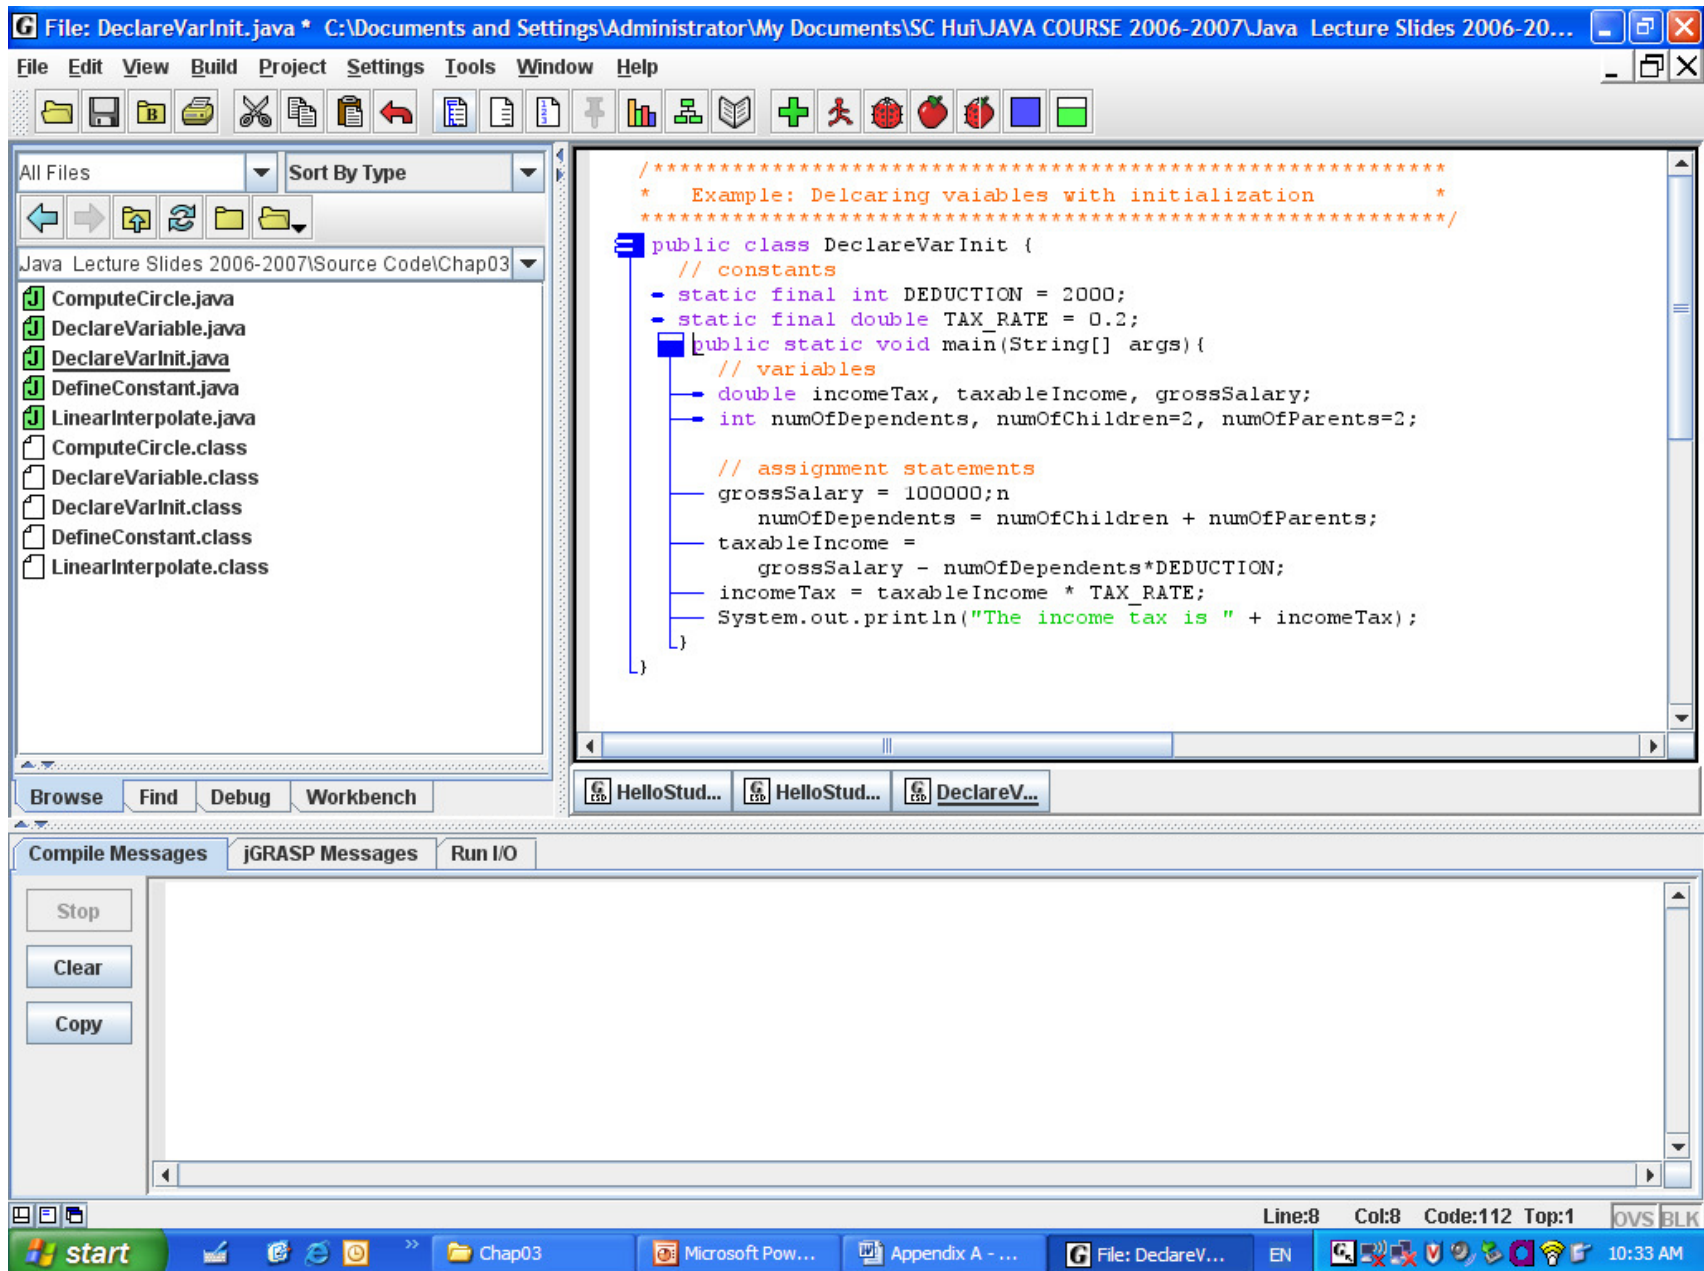 File: DeclareVarInit.java *  C:\Documents and Settings\Administrator\My Documents\SC Hui\JAVA COURSE 2006-2007\Java  Lecture Slides 2006-20...
File Edit View Build Project Settings Tools Window Help
All Files
Sort By Type
Java  Lecture Slides 2006-2007\Source Code\Chap03
ComputeCircle.java
DeclareVariable.java
DeclareVarInit.java
DefineConstant.java
LinearInterpolate.java
ComputeCircle.class
DeclareVariable.class
DeclareVarInit.class
DefineConstant.class
LinearInterpolate.class
Browse Find Debug Workbench
/************************************************************
*   Example: Delcaring vaiables with initialization         *
*************************************************************/
public class DeclareVarInit {
// constants
static final int DEDUCTION = 2000;
static final double TAX_RATE = 0.2;
public static void main(String[] args){
// variables
double incomeTax, taxableIncome, grossSalary;
int numOfDependents, numOfChildren=2, numOfParents=2;
// assignment statements
grossSalary = 100000;n
numOfDependents = numOfChildren + numOfParents;
taxableIncome =
grossSalary - numOfDependents*DEDUCTION;
incomeTax = taxableIncome * TAX_RATE;
System.out.println("The income tax is " + incomeTax);
}
}
HelloStud... HelloStud... DeclareV...
Compile Messages jGRASP Messages Run I/O
Stop
Clear
Copy
Line:8 Col:8 Code:112 Top:1 OVS BLK
start
Chap03
Microsoft Pow...
Appendix A - ...
File: DeclareV...
EN
10:33 AM